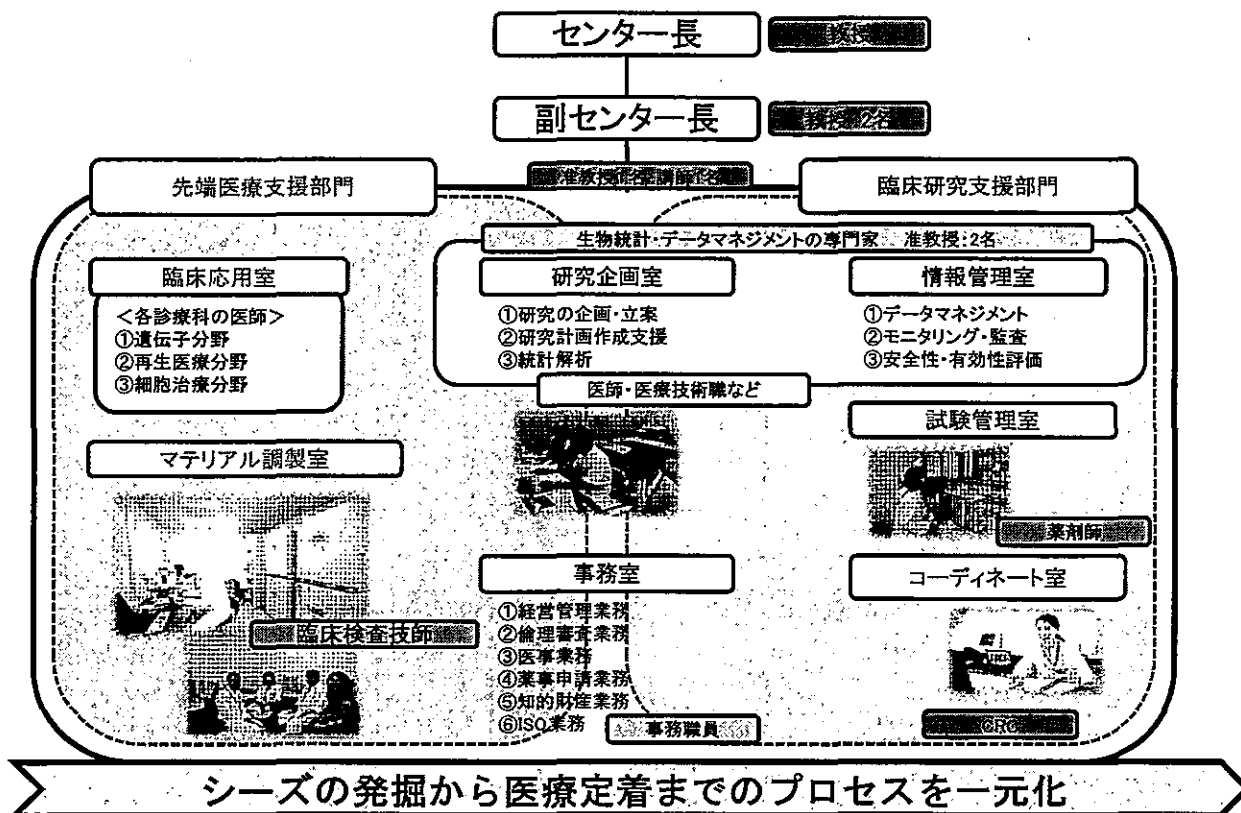 センター長
教授
副センター長
教授:2名
准教授:1名 講師:1名
先端医療支援部門
臨床研究支援部門
生物統計・データマネジメントの専門家 准教授:2名
臨床応用室
<各診療科の医師>
①遺伝子分野
②再生医療分野
③細胞治療分野
研究企画室
①研究の企画・立案
②研究計画作成支援
③統計解析
情報管理室
①データマネジメント
②モニタリング・監査
③安全性・有効性評価
医師・医療技術職など
マテリアル調製室
臨床検査技師
試験管理室
薬剤師
事務室
①経営管理業務
②倫理審査業務
③医事業務
④薬事申請業務
⑤知的財産業務
⑥ISO業務
事務職員
コーディネート室
CRC
シーズの発掘から医療定着までのプロセスを一元化